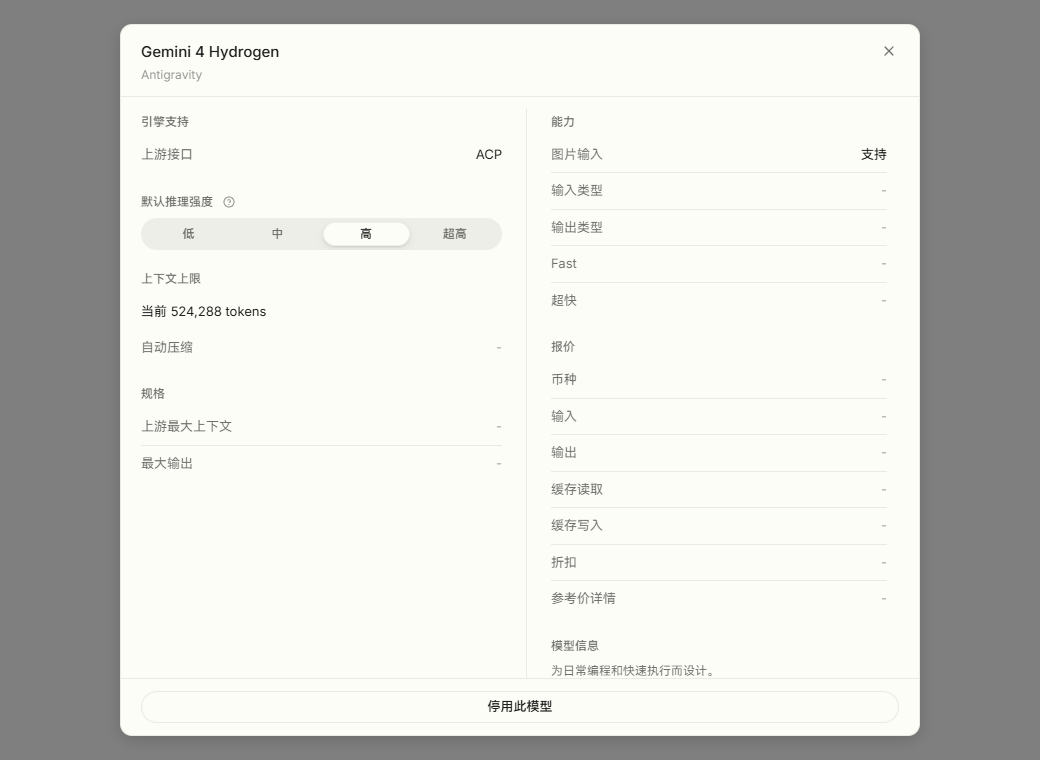 Gemini 4 Hydrogen
Antigravity
引擎支持
上游接口 ACP
默认推理强度
低 中 高 超高
上下文上限
当前 524,288 tokens
自动压缩 -
规格
上游最大上下文 -
最大输出 -
能力
图片输入 支持
输入类型 -
输出类型 -
Fast -
超快 -
报价
币种 -
输入 -
输出 -
缓存读取 -
缓存写入 -
折扣 -
参考价详情 -
模型信息
为日常编程和快速执行而设计。
停用此模型